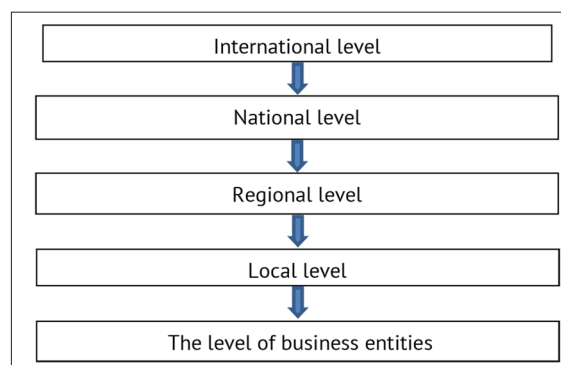 International level
National level
Regional level
Local level
The level of business entities